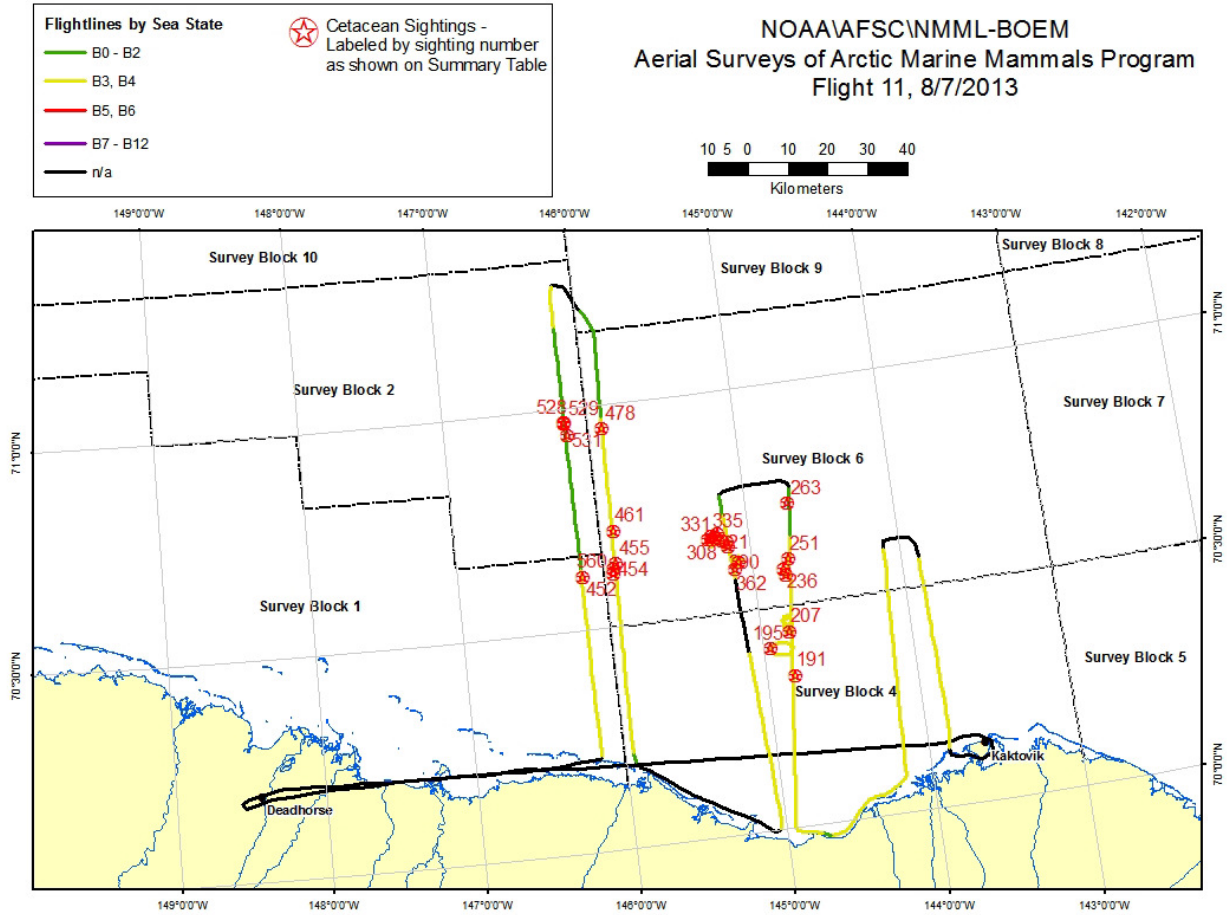 Flightlines by Sea State
B0 - B2
B3, B4
B5, B6
B7 - B12
n/a
Cetacean Sightings -
Labeled by sighting number
as shown on Summary Table
NOAA\AFSC\NMML-BOEM
Aerial Surveys of Arctic Marine Mammals Program
Flight 11, 8/7/2013
10 5 0 10 20 30 40
Kilometers
149°0'0"W 148°0'0"W 147°0'0"W 146°0'0"W 145°0'0"W 144°0'0"W 143°0'0"W 142°0'0"W
Survey Block 10
Survey Block 9
Survey Block 8
71°0'0"N
Survey Block 2
Survey Block 7
528 529 478
531
71°0'0"N
Survey Block 6
263
461
331 335
308
251
70°30'0"N
455
560 454
452
362
236
Survey Block 1
207
195
191
Survey Block 5
70°30'0"N
Survey Block 4
Kaktovik
70°0'0"N
Deadhorse
149°0'0"W 148°0'0"W 147°0'0"W 146°0'0"W 145°0'0"W 144°0'0"W 143°0'0"W